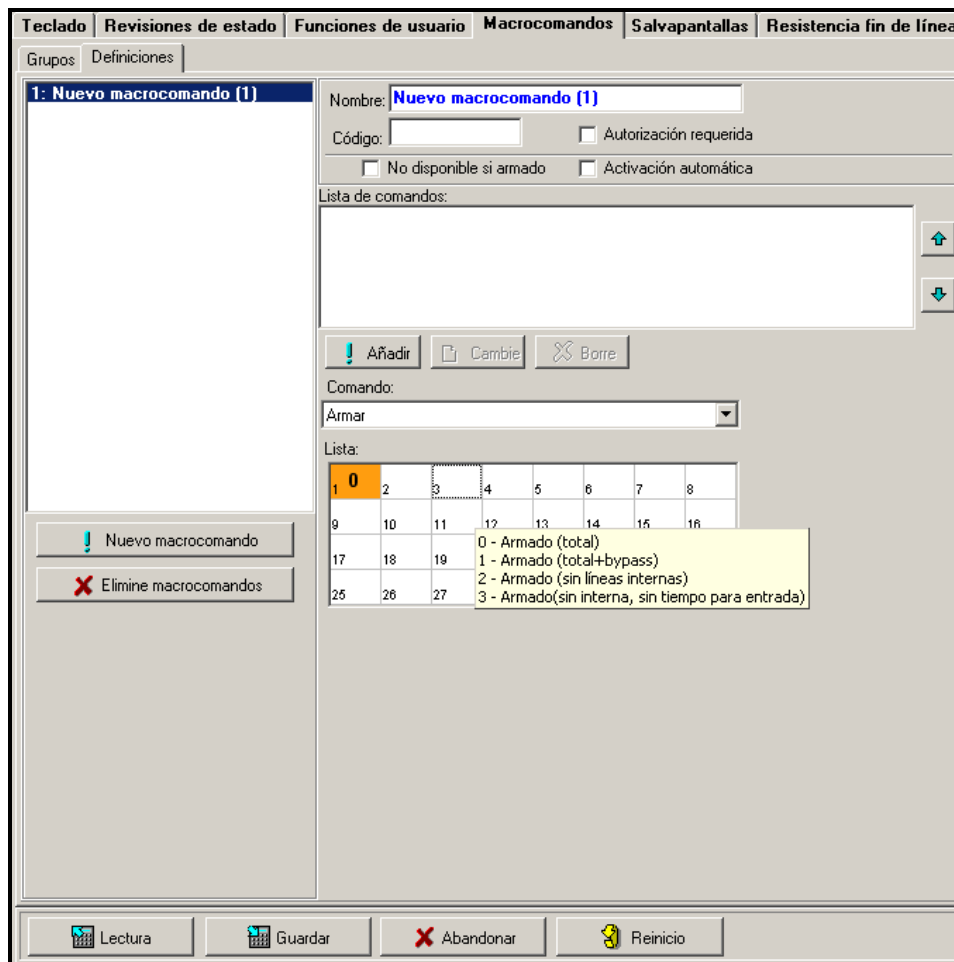 Teclado Revisiones de estado Funciones de usuario Macrocomandos Salvapantallas Resistencia fin de línea
Grupos Definiciones
1: Nuevo macrocomando (1)
Nombre: Nuevo macrocomando (1)
Código: Autorización requerida
No disponible si armado Activación automática
Lista de comandos:
Añadir Cambie Borre
Comando:
Armar
Lista:
1 0 2 3 4 5 6 7 8
9 10 11 12 13 14 15 16
17 18 19
25 26 27
0 - Armado (total)
1 - Armado (total+bypass)
2 - Armado (sin líneas internas)
3 - Armado(sin interna, sin tiempo para entrada)
Nuevo macrocomando
Elimine macrocomandos
Lectura Guardar Abandonar Reinicio